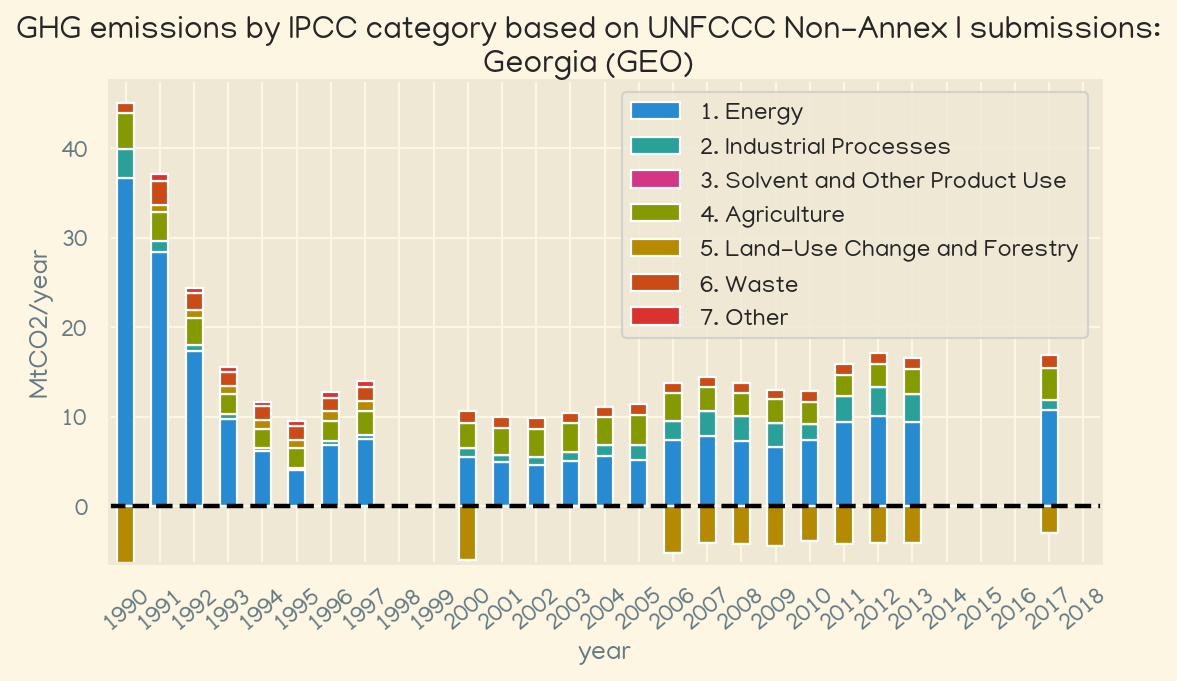 GHG emissions by IPCC category based on UNFCCC Non-Annex I submissions:
Georgia (GEO)
1. Energy
2. Industrial Processes
3. Solvent and Other Product Use
4. Agriculture
5. Land-Use Change and Forestry
6. Waste
7. Other
MtCO2/year
40
30
20
10
0
1990 1991 1992 1993 1994 1995 1996 1997 1998 1999 2000 2001 2002 2003 2004 2005 2006 2007 2008 2009 2010 2011 2012 2013 2014 2015 2016 2017 2018
year